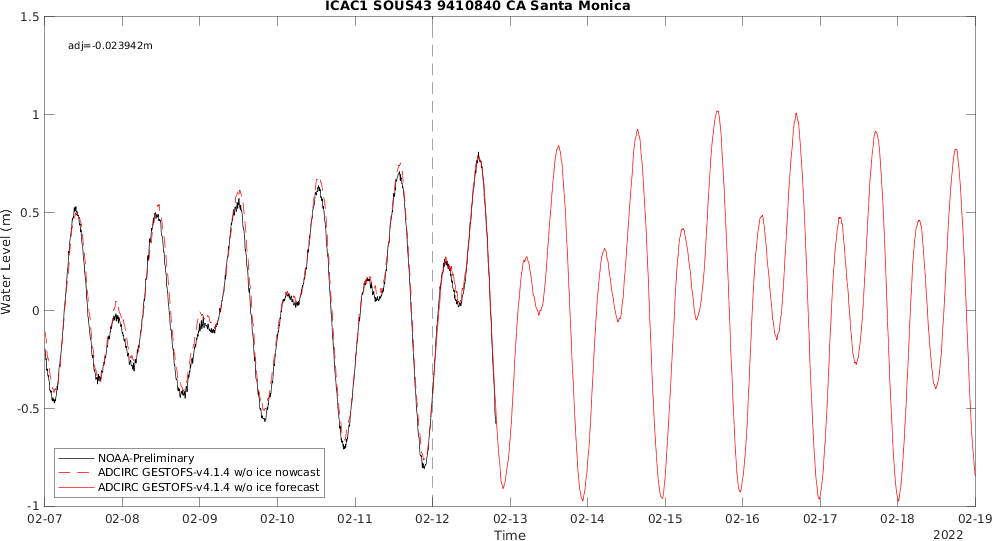 ICAC1 SOUS43 9410840 CA Santa Monica
1.5
adj=-0.023942m
1
0.5
0
-0.5
-1
Water Level (m)
NOAA-Preliminary
ADCIRC GESTOFS-v4.1.4 w/o ice nowcast
ADCIRC GESTOFS-v4.1.4 w/o ice forecast
02-07 02-08 02-09 02-10 02-11 02-12 02-13 02-14 02-15 02-16 02-17 02-18 02-19
Time
2022